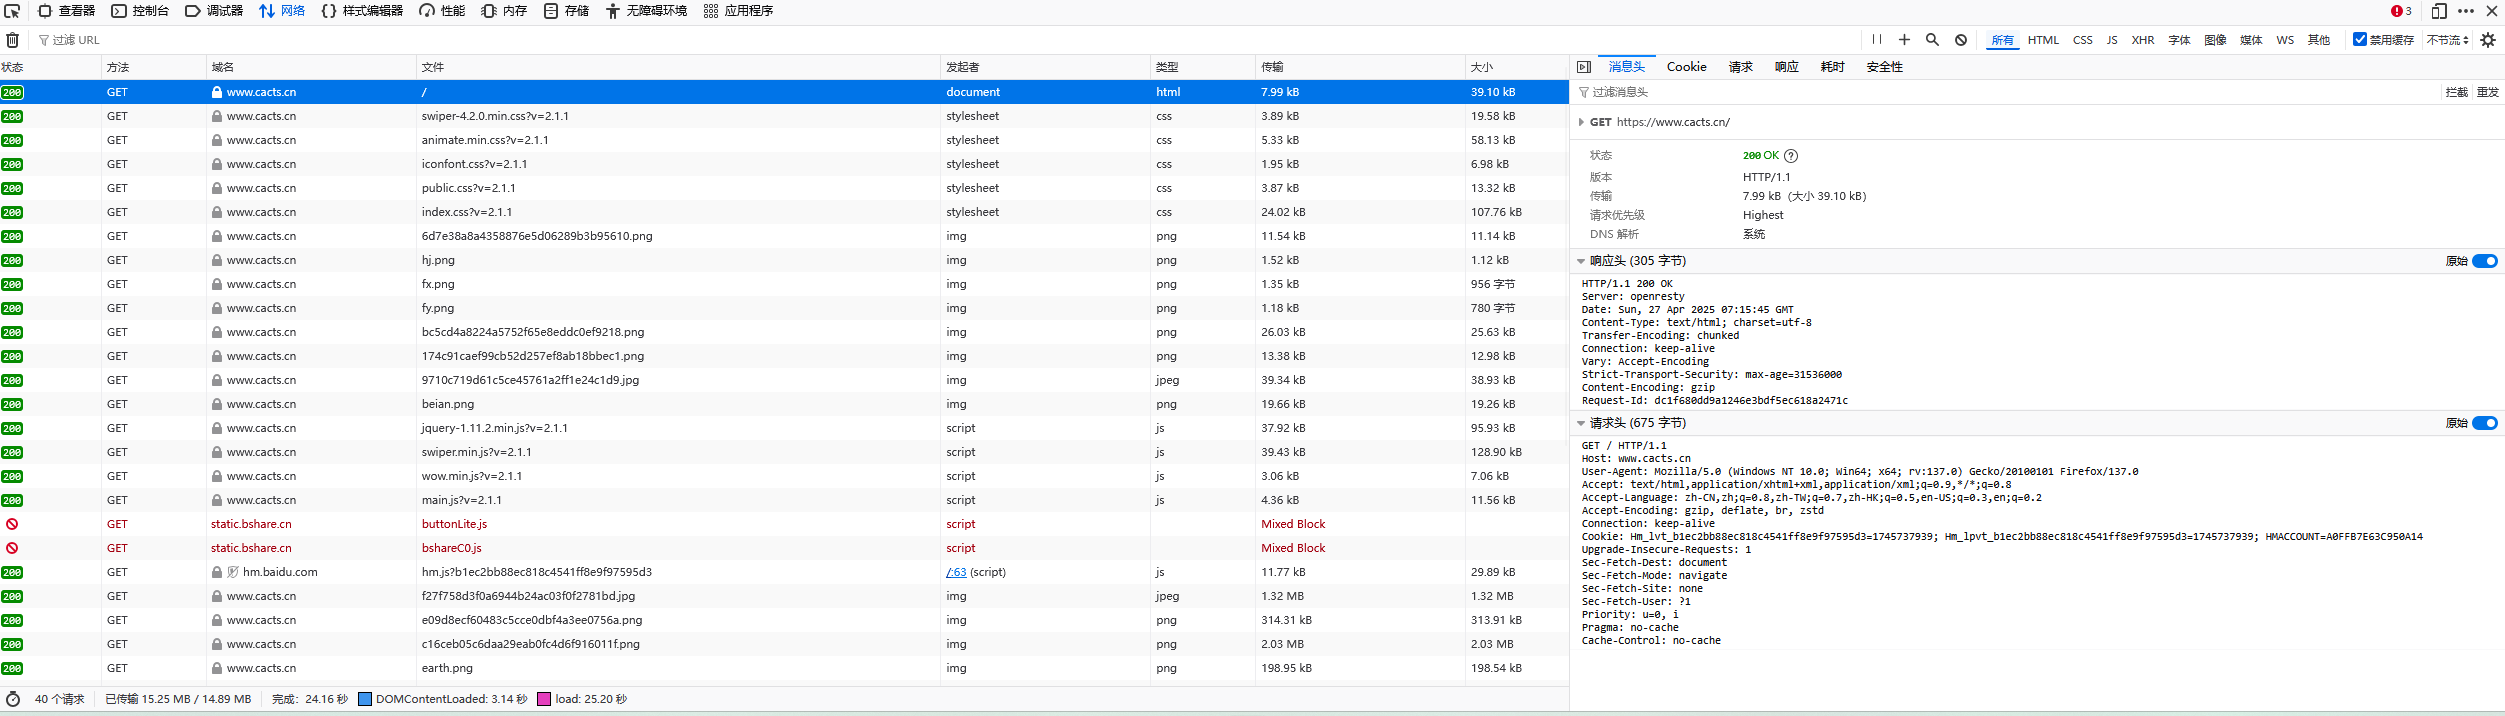 查看器 控制台 调试器 网络 样式编辑器 性能 内存 存储 无障碍环境 应用程序 3
过滤 URL 所有 HTML CSS JS XHR 字体 图像 媒体 WS 其他 禁用缓存 不节流
状态 方法 域名 文件 发起者 类型 传输 大小
200 GET www.cacts.cn / document html 7.99 kB 39.10 kB
200 GET www.cacts.cn swiper-4.2.0.min.css?v=2.1.1 stylesheet css 3.89 kB 19.58 kB
200 GET www.cacts.cn animate.min.css?v=2.1.1 stylesheet css 5.33 kB 58.13 kB
200 GET www.cacts.cn iconfont.css?v=2.1.1 stylesheet css 1.95 kB 6.98 kB
200 GET www.cacts.cn public.css?v=2.1.1 stylesheet css 3.87 kB 13.32 kB
200 GET www.cacts.cn index.css?v=2.1.1 stylesheet css 24.02 kB 107.76 kB
200 GET www.cacts.cn 6d7e38a8a4358876e5d06289b3b95610.png img png 11.54 kB 11.14 kB
200 GET www.cacts.cn hj.png img png 1.52 kB 1.12 kB
200 GET www.cacts.cn fx.png img png 1.35 kB 956 字节
200 GET www.cacts.cn fy.png img png 1.18 kB 780 字节
200 GET www.cacts.cn bc5cd4a8224a5752f65e8eddc0ef9218.png img png 26.03 kB 25.63 kB
200 GET www.cacts.cn 174c91caef99cb52d257ef8ab18bbec1.png img png 13.38 kB 12.98 kB
200 GET www.cacts.cn 9710c719d61c5ce45761a2ff1e24c1d9.jpg img jpeg 39.34 kB 38.93 kB
200 GET www.cacts.cn beian.png img png 19.66 kB 19.26 kB
200 GET www.cacts.cn jquery-1.11.2.min.js?v=2.1.1 script js 37.92 kB 95.93 kB
200 GET www.cacts.cn swiper.min.js?v=2.1.1 script js 39.43 kB 128.90 kB
200 GET www.cacts.cn wow.min.js?v=2.1.1 script js 3.06 kB 7.06 kB
200 GET www.cacts.cn main.js?v=2.1.1 script js 4.36 kB 11.56 kB
GET static.bshare.cn buttonLite.js script Mixed Block
GET static.bshare.cn bshareC0.js script Mixed Block
200 GET hm.baidu.com hm.js?b1ec2bb88ec818c4541ff8e9f97595d3 /:63 (script) js 11.77 kB 29.89 kB
200 GET www.cacts.cn f27f758d3f0a6944b24ac03f0f2781bd.jpg img jpeg 1.32 MB 1.32 MB
200 GET www.cacts.cn e09d8ecf60483c5cce0dbf4a3ee0756a.png img png 314.31 kB 313.91 kB
200 GET www.cacts.cn c16ceb05c6daa29eab0fc4d6f916011f.png img png 2.03 MB 2.03 MB
200 GET www.cacts.cn earth.png img png 198.95 kB 198.54 kB
40 个请求 已传输 15.25 MB / 14.89 MB 完成：24.16 秒 DOMContentLoaded: 3.14 秒 load: 25.20 秒
消息头 Cookie 请求 响应 耗时 安全性
过滤消息头 拦截 重发
GET https://www.cacts.cn/
状态 200 OK ?
版本 HTTP/1.1
传输 7.99 kB (大小 39.10 kB)
请求优先级 Highest
DNS 解析 系统
响应头 (305 字节) 原始
HTTP/1.1 200 OK
Server: openresty
Date: Sun, 27 Apr 2025 07:15:45 GMT
Content-Type: text/html; charset=utf-8
Transfer-Encoding: chunked
Connection: keep-alive
Vary: Accept-Encoding
Strict-Transport-Security: max-age=31536000
Content-Encoding: gzip
Request-Id: dc1f680dd9a1246e3bdf5ec618a2471c
请求头 (675 字节) 原始
GET / HTTP/1.1
Host: www.cacts.cn
User-Agent: Mozilla/5.0 (Windows NT 10.0; Win64; x64; rv:137.0) Gecko/20100101 Firefox/137.0
Accept: text/html,application/xhtml+xml,application/xml;q=0.9,*/*;q=0.8
Accept-Language: zh-CN,zh;q=0.8,zh-TW;q=0.7,zh-HK;q=0.5,en-US;q=0.3,en;q=0.2
Accept-Encoding: gzip, deflate, br, zstd
Connection: keep-alive
Cookie: Hm_lvt_b1ec2bb88ec818c4541ff8e9f97595d3=1745737939; Hm_lpvt_b1ec2bb88ec818c4541ff8e9f97595d3=1745737939; HMACCOUNT=A0FFB7E63C950A14
Upgrade-Insecure-Requests: 1
Sec-Fetch-Dest: document
Sec-Fetch-Mode: navigate
Sec-Fetch-Site: none
Sec-Fetch-User: ?1
Priority: u=0, i
Pragma: no-cache
Cache-Control: no-cache